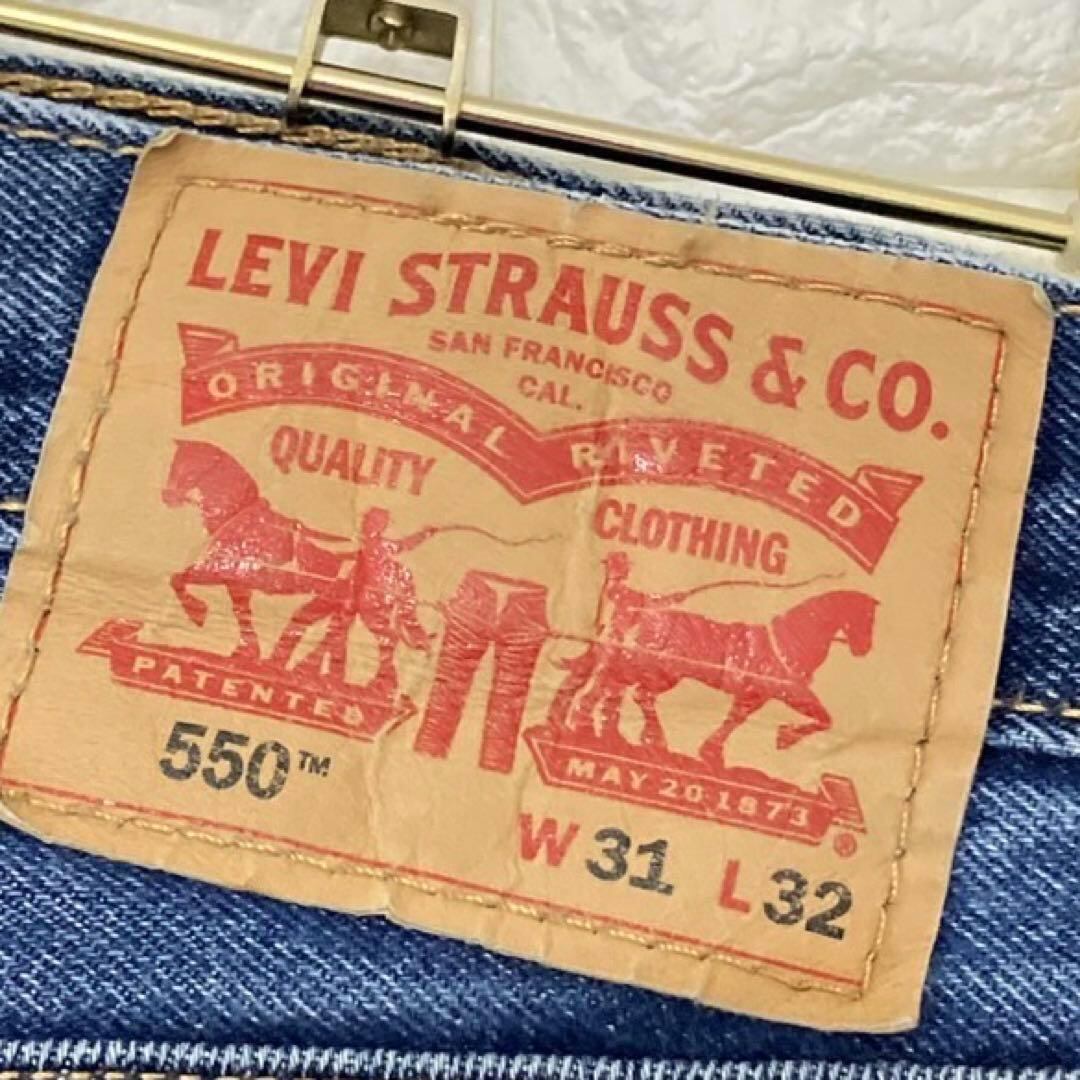 LEVI STRAUSS & CO.
SAN FRANCISCO
CAL.
ORIGINAL RIVETED
QUALITY CLOTHING
PATENTED
MAY 20 1873
®
550™
W 31 L 32